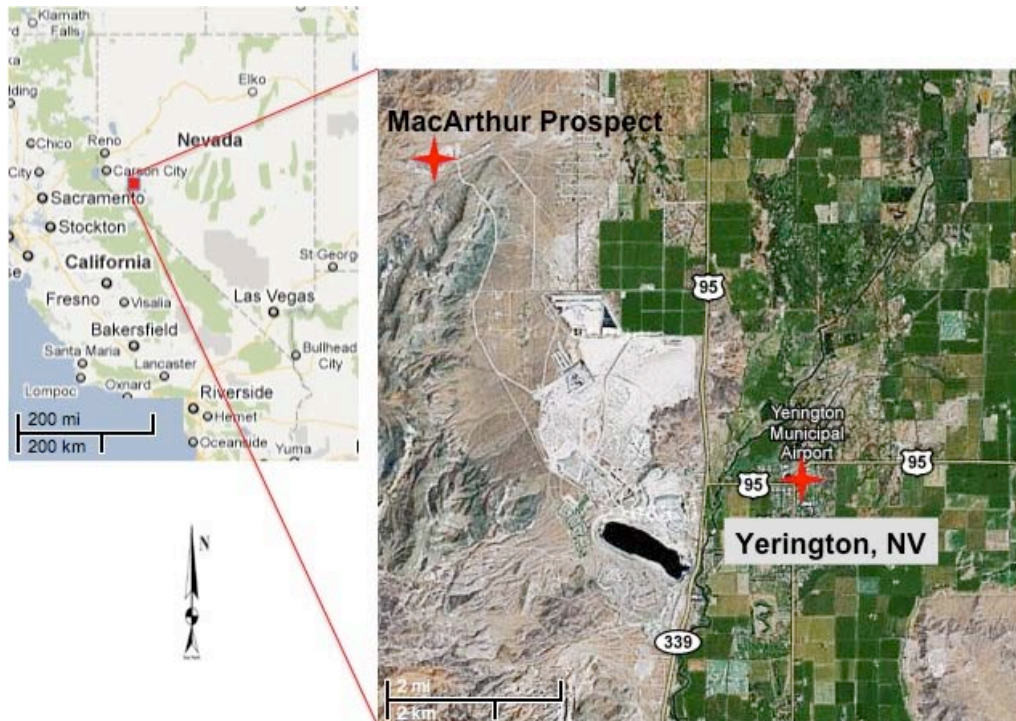 Klamath
Falls
Elko
ding
Chico
Reno
Nevada
City
Carson City
Sacramento
Stockton
California
St George
Fresno
Visalia
Las Vegas
Bakersfield
Santa Maria
Lancaster
Bullhead
City
Lompoc
Oxnard
Riverside
Hemet
Oceanside
Yuma
200 mi
200 km
N
MacArthur Prospect
95
Yerington
Municipal
Airport
95
95
Yerington, NV
339
2 mi
2 km